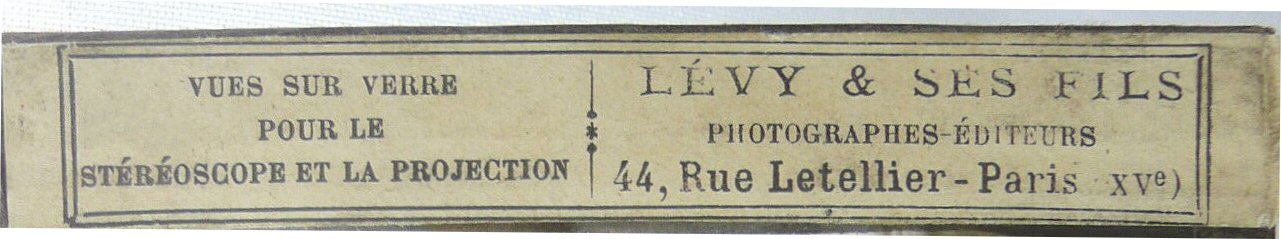 VUES SUR VERRE
POUR LE
STÉRÉOSCOPE ET LA PROJECTION
LÉVY & SES FILS
PHOTOGRAPHES-ÉDITEURS
44, Rue Letellier - Paris XVe)